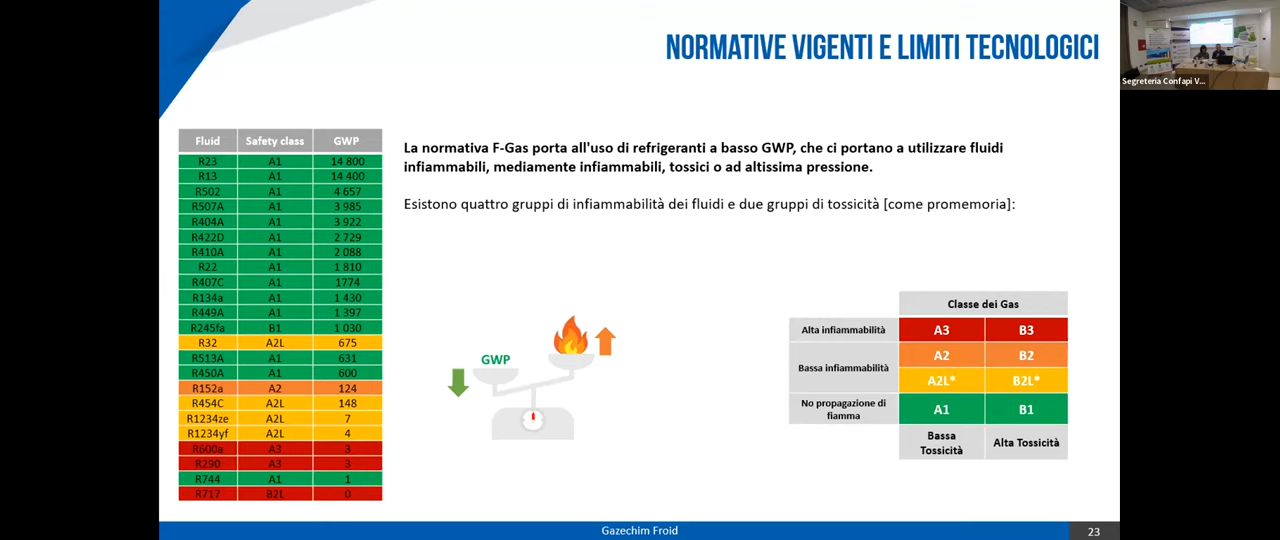 NORMATIVE VIGENTI E LIMITI TECNOLOGICI
Segreteria Confapi V...
Fluid Safety class GWP
R23 A1 14 800
R13 A1 14 400
R502 A1 4 657
R507A A1 3 985
R404A A1 3 922
R422D A1 2 729
R410A A1 2 088
R22 A1 1 810
R407C A1 1774
R134a A1 1 430
R449A A1 1 397
R245fa B1 1 030
R32 A2L 675
R513A A1 631
R450A A1 600
R152a A2 124
R454C A2L 148
R1234ze A2L 7
R1234yf A2L 4
R600a A3 3
R290 A3 3
R744 A1 1
R717 B2L 0
La normativa F-Gas porta all'uso di refrigeranti a basso GWP, che ci portano a utilizzare fluidi
infiammabili, mediamente infiammabili, tossici o ad altissima pressione.
Esistono quattro gruppi di infiammabilità dei fluidi e due gruppi di tossicità [come promemoria]:
GWP
Classe dei Gas
Alta infiammabilità A3 B3
Bassa infiammabilità A2 B2
A2L* B2L*
No propagazione di
fiamma A1 B1
Bassa
Tossicità Alta Tossicità
Gazechim Froid
23